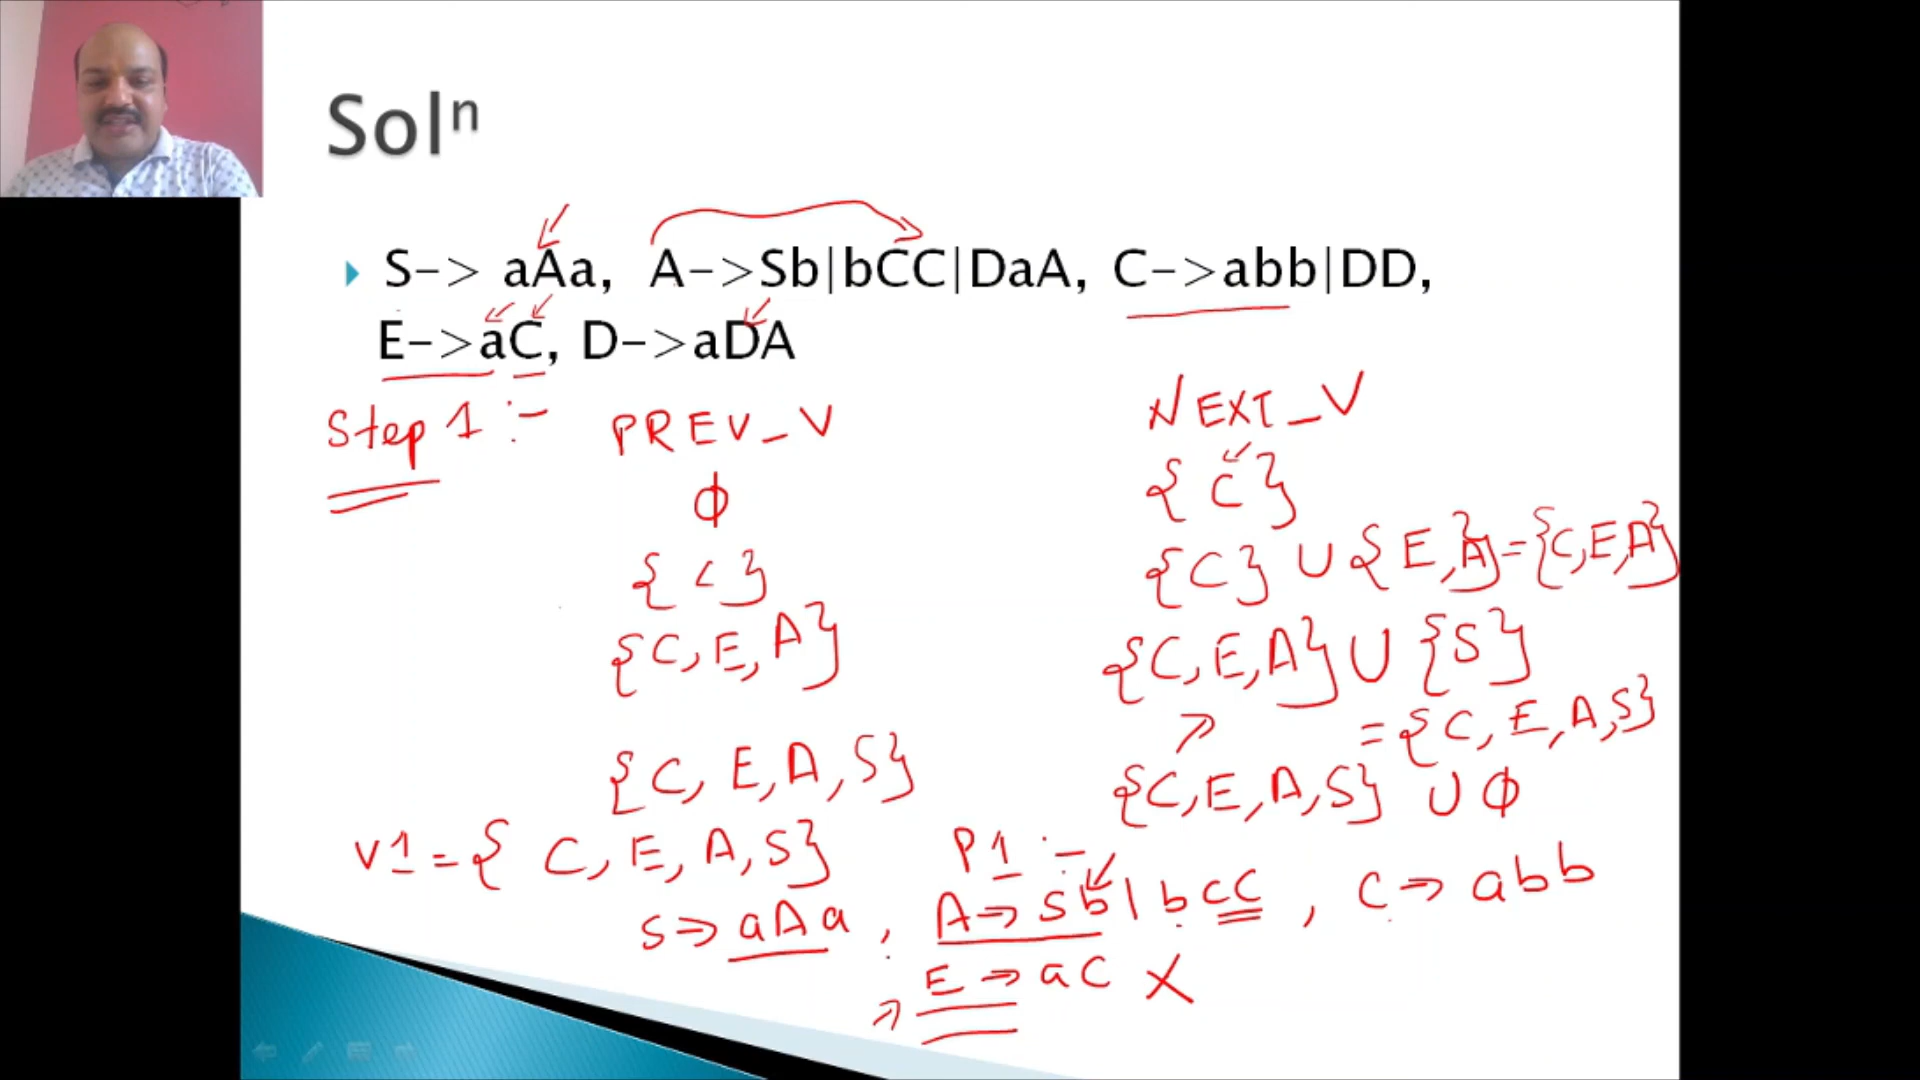 Solⁿ
S-> aAa, A->Sb|bCC|DaA, C->abb|DD,
E->aC, D->aDA
Step 1 :-
PREV_V
NEXT_V
ϕ
{C}
{C}
{C} ∪ {E,A}={C,E,A}
{C,E,A}
{C,E,A} ∪ {S}
={C,E,A,S}
{C,E,A,S}
{C,E,A,S} ∪ ϕ
V1={C,E,A,S}
P1 :-
S→aAa, A→Sb|bCC, C→abb
E→aC X